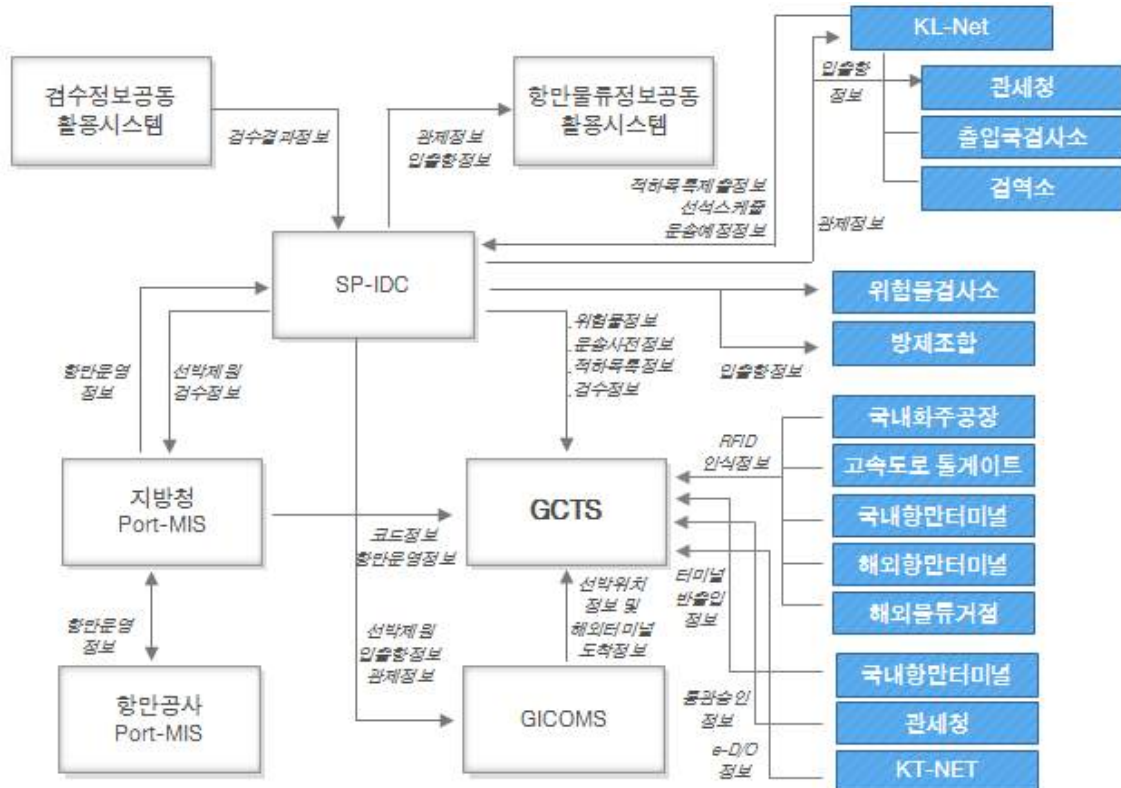 KL-Net
검수정보공동
활용시스템
항만물류정보공동
활용시스템
입출항
정보
관세청
출입국검사소
검역소
검수결과정보
관제정보
입출항정보
적하목록제출정보
선석스케쥴
운송예정정보
관제정보
SP-IDC
위험물검사소
방제조합
입출항정보
위험물정보
운송사전정보
적하목록정보
검수정보
항만운영
정보
선박제원
검수정보
국내화주공장
고속도로 톨게이트
국내항만터미널
해외항만터미널
해외물류거점
RFID
인식정보
지방청
Port-MIS
GCTS
코드정보
항만운영정보
터미널
반출입
정보
선박위치
정보 및
해외터미널
도착정보
항만운영
정보
선박제원
입출항정보
관제정보
국내항만터미널
관세청
KT-NET
통관승인
정보
e-D/O
정보
항만공사
Port-MIS
GICOMS